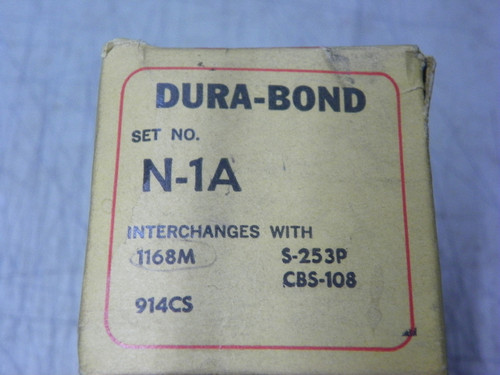 DURA-BOND
SET NO.
N-1A
INTERCHANGES WITH
1168M S-253P
CBS-108
914CS